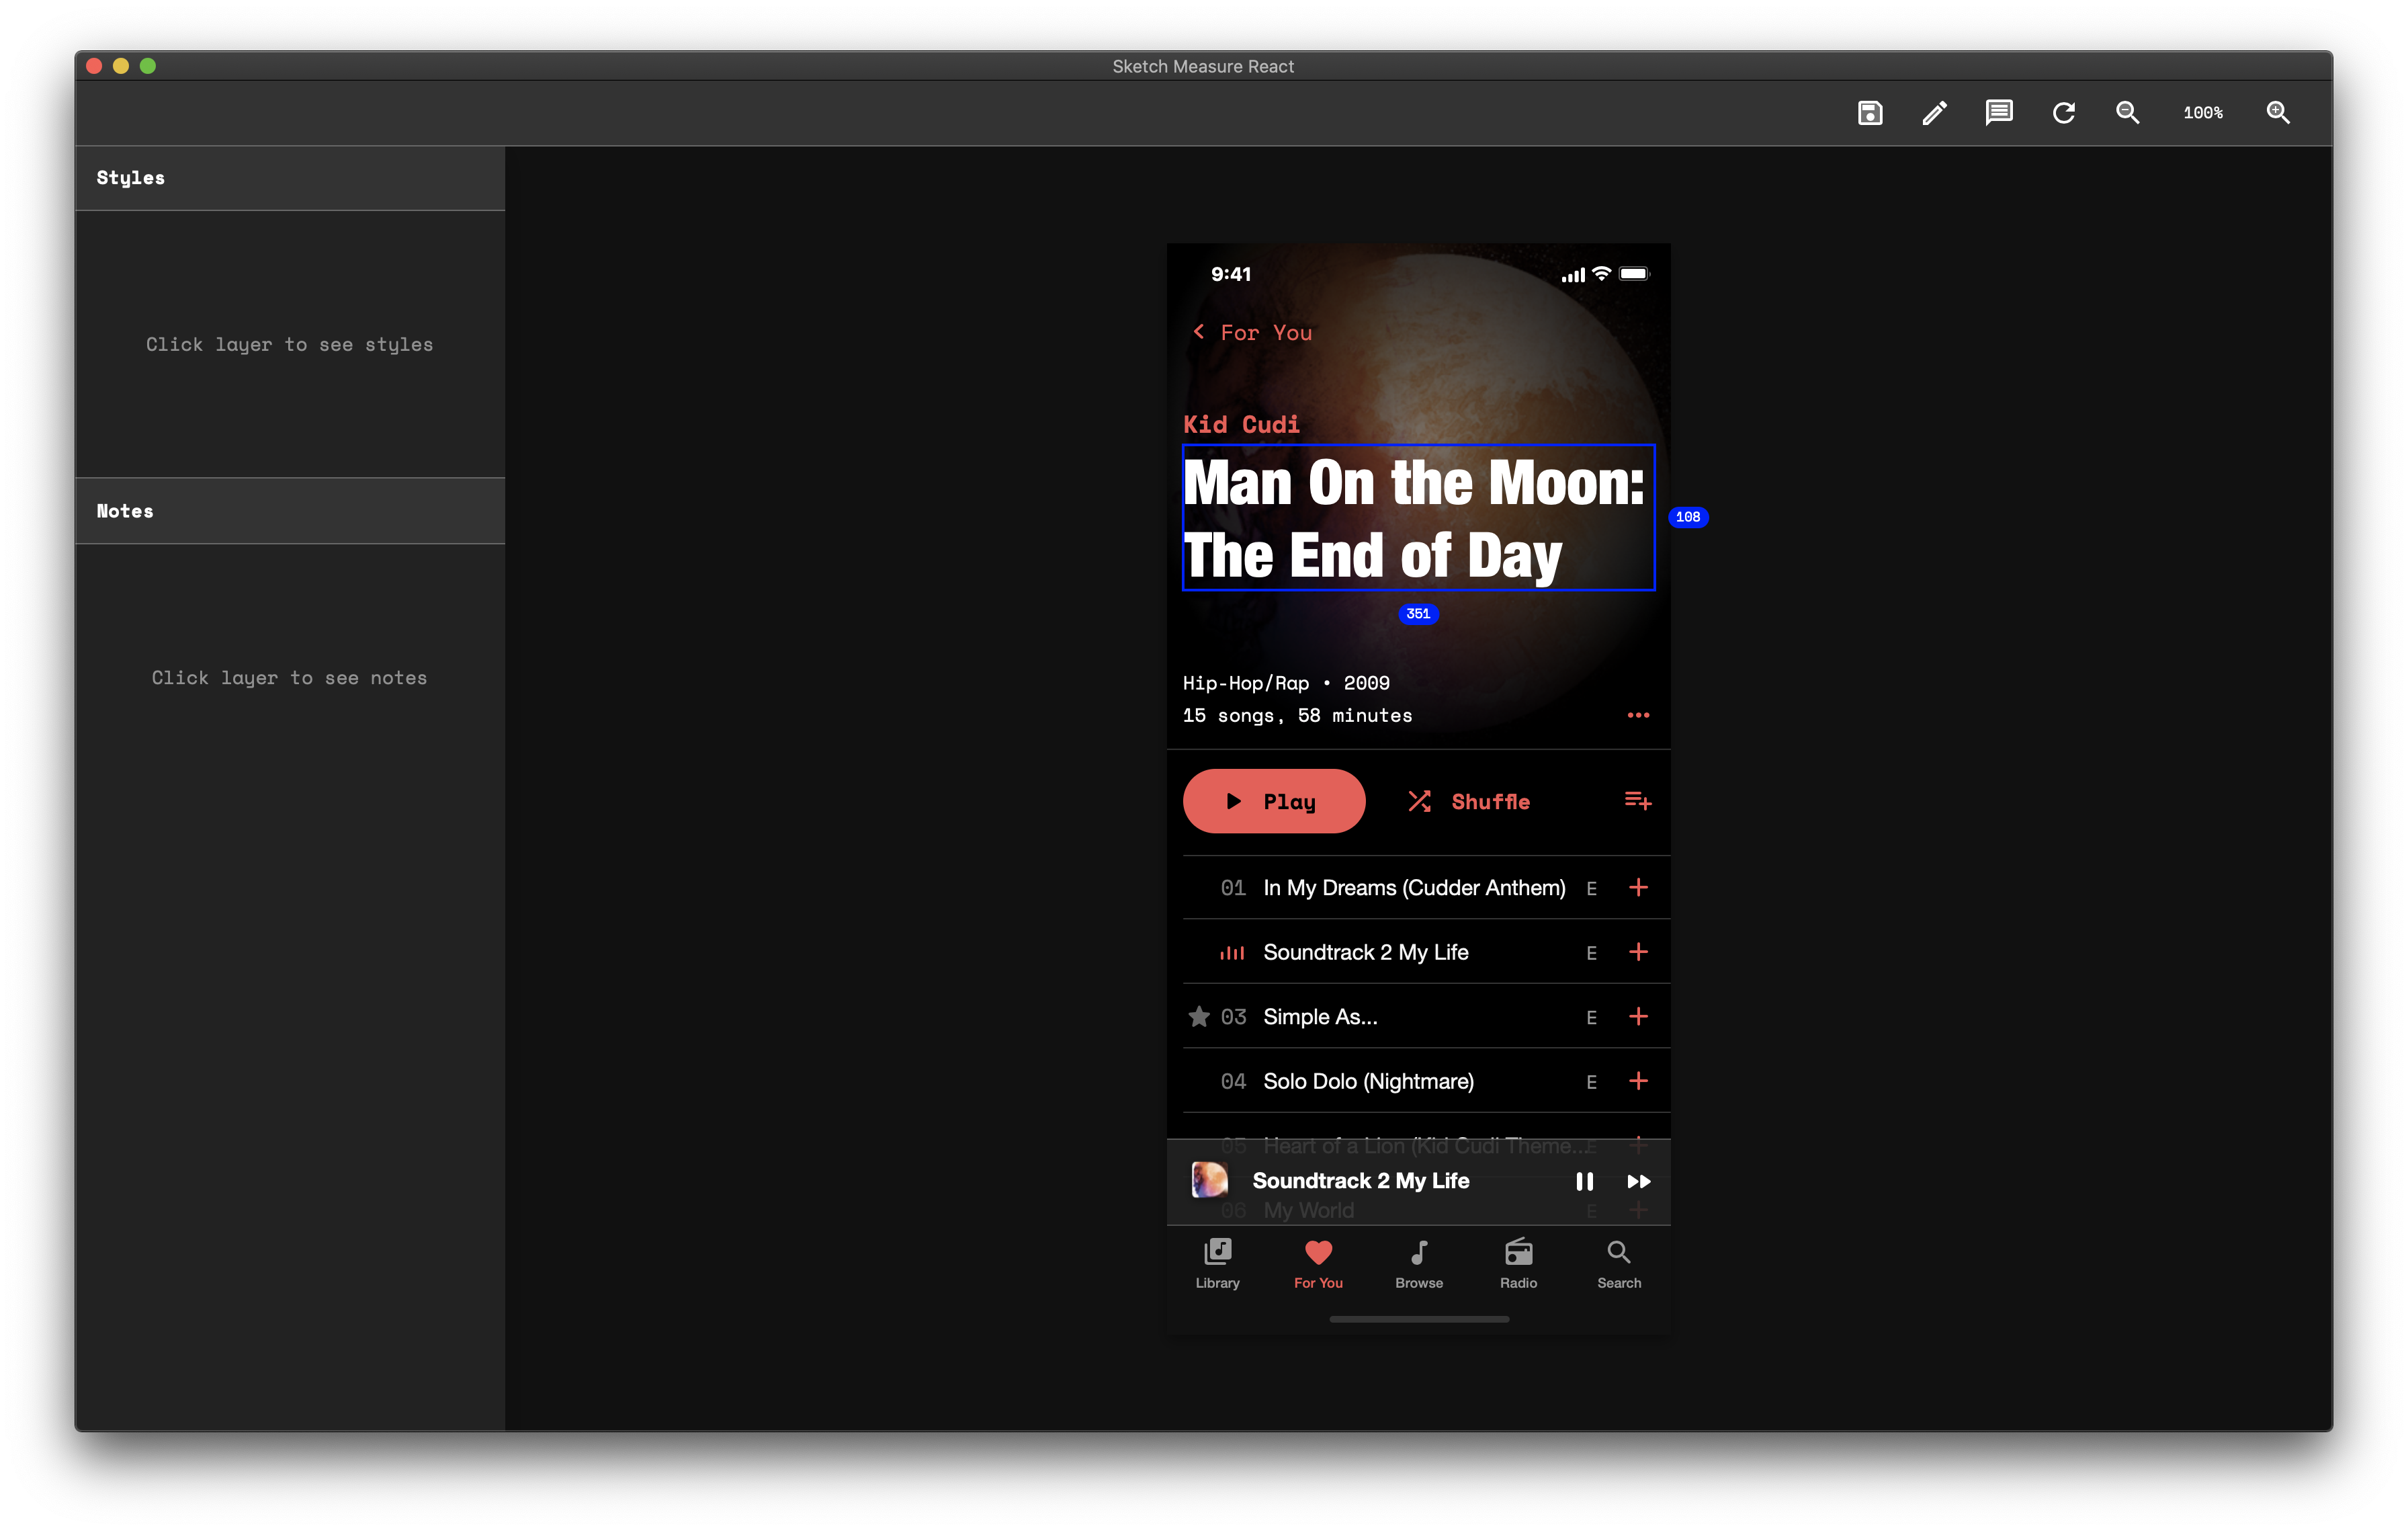 Sketch Measure React
100%
Styles
Click layer to see styles
Notes
Click layer to see notes
9:41
For You
Kid Cudi
Man On the Moon:
The End of Day
108
351
Hip-Hop/Rap • 2009
15 songs, 58 minutes
Play
Shuffle
01 In My Dreams (Cudder Anthem) E
Soundtrack 2 My Life E
03 Simple As... E
04 Solo Dolo (Nightmare) E
05 Heart of a Lion (Kid Cudi Theme... E
Soundtrack 2 My Life
06 My World E
Library
For You
Browse
Radio
Search